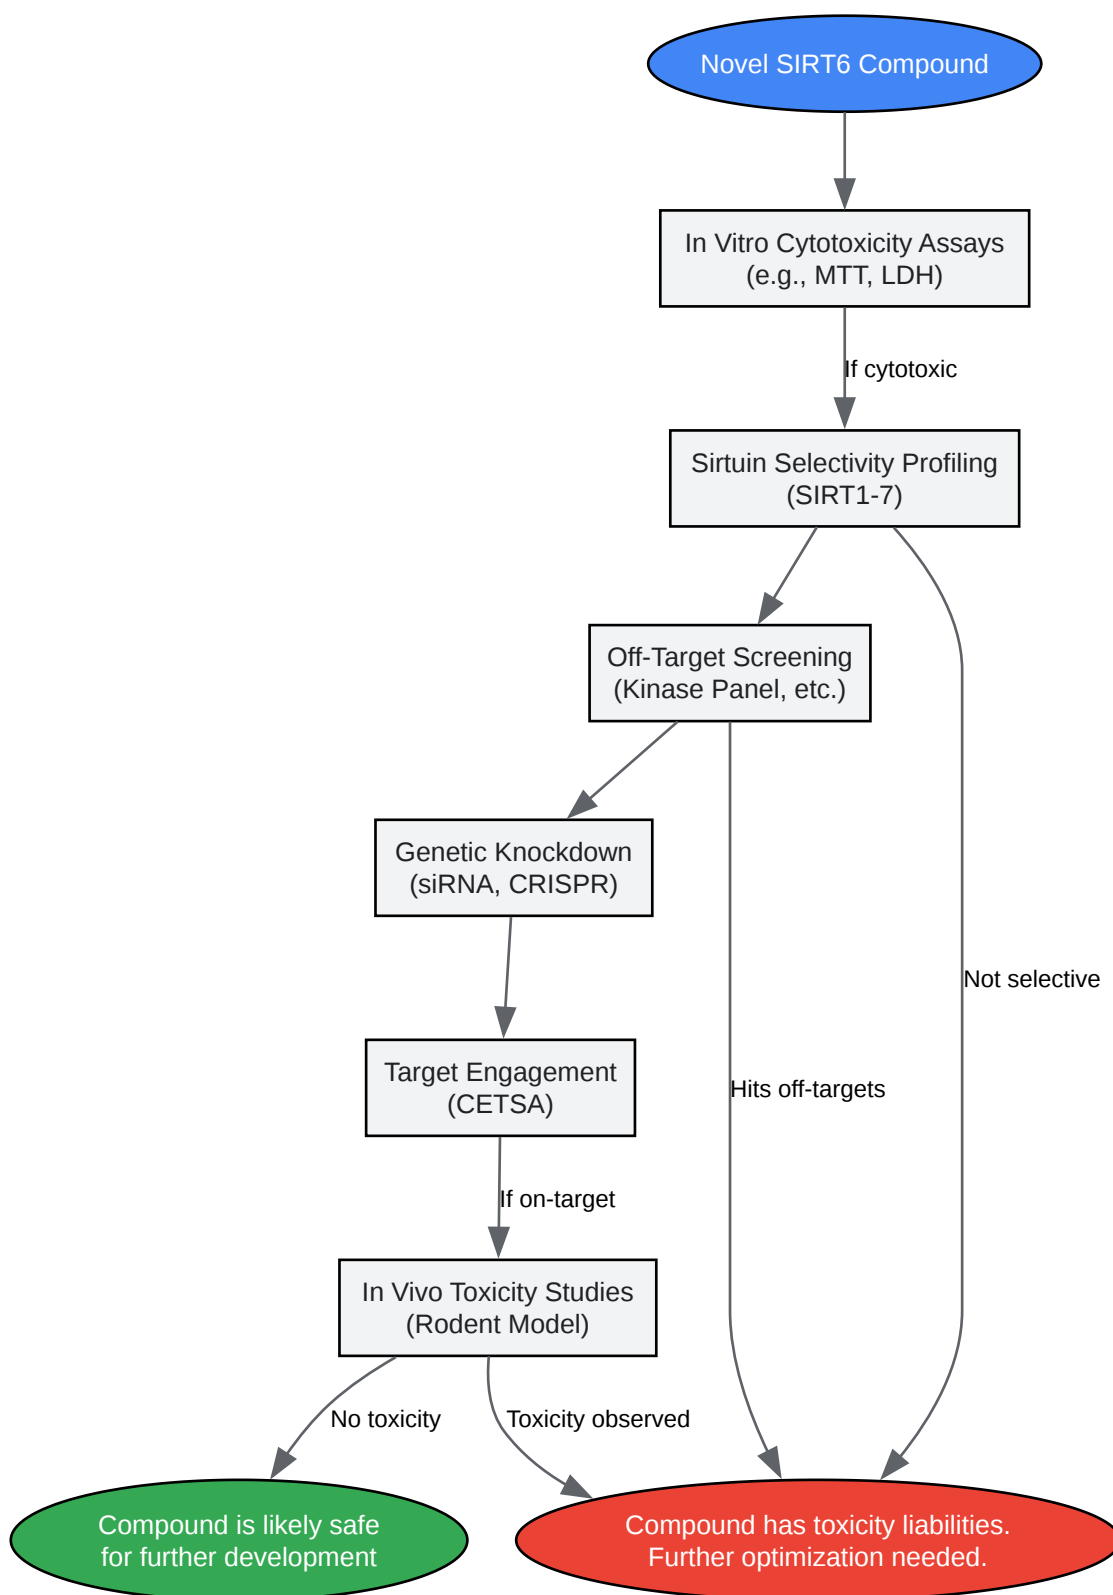 Novel SIRT6 Compound
In Vitro Cytotoxicity Assays
(e.g., MTT, LDH)
If cytotoxic
Sirtuin Selectivity Profiling
(SIRT1-7)
Off-Target Screening
(Kinase Panel, etc.)
Genetic Knockdown
(siRNA, CRISPR)
Not selective
Target Engagement
(CETSA)
Hits off-targets
If on-target
In Vivo Toxicity Studies
(Rodent Model)
No toxicity
Toxicity observed
Compound is likely safe
for further development
Compound has toxicity liabilities.
Further optimization needed.